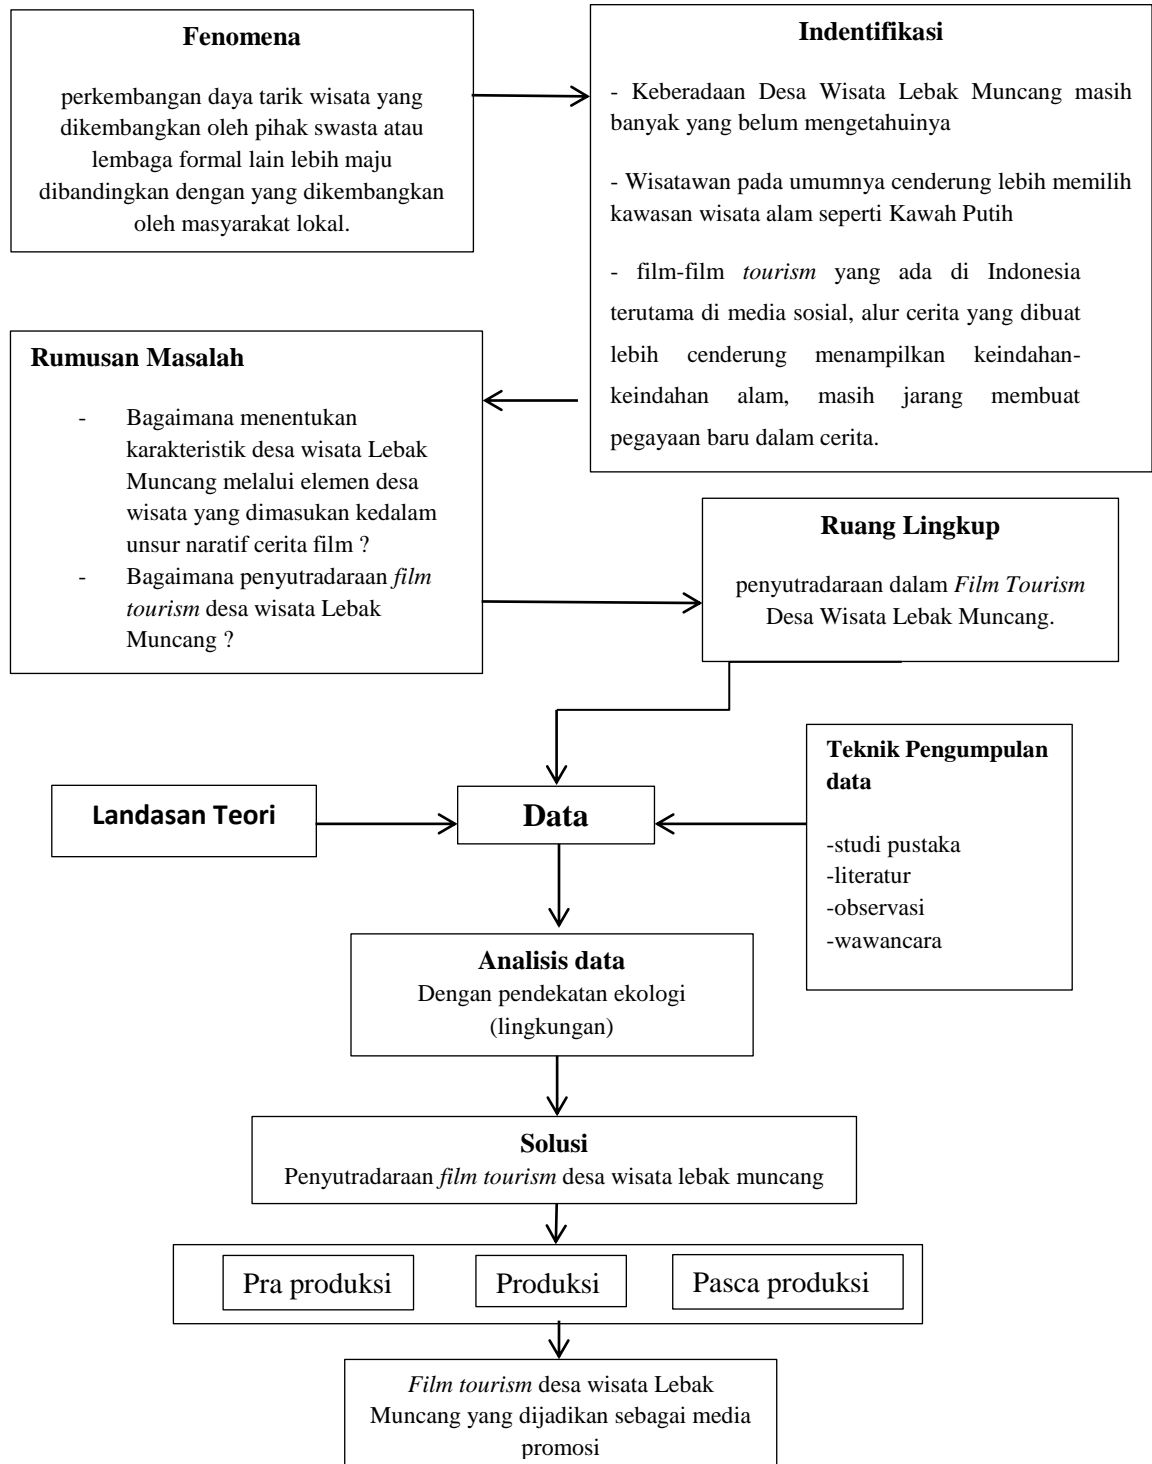 Fenomena
perkembangan daya tarik wisata yang
dikembangkan oleh pihak swasta atau
lembaga formal lain lebih maju
dibandingkan dengan yang dikembangkan
oleh masyarakat lokal.
Indentifikasi
- Keberadaan Desa Wisata Lebak Muncang masih
banyak yang belum mengetahuinya
- Wisatawan pada umumnya cenderung lebih memilih
kawasan wisata alam seperti Kawah Putih
- film-film tourism yang ada di Indonesia
terutama di media sosial, alur cerita yang dibuat
lebih cenderung menampilkan keindahan-
keindahan alam, masih jarang membuat
pegayaan baru dalam cerita.
Rumusan Masalah
- Bagaimana menentukan
karakteristik desa wisata Lebak
Muncang melalui elemen desa
wisata yang dimasukan kedalam
unsur naratif cerita film ?
- Bagaimana penyutradaraan film
tourism desa wisata Lebak
Muncang ?
Ruang Lingkup
penyutradaraan dalam Film Tourism
Desa Wisata Lebak Muncang.
Teknik Pengumpulan
data
-studi pustaka
-literatur
-observasi
-wawancara
Landasan Teori
Data
Analisis data
Dengan pendekatan ekologi
(lingkungan)
Solusi
Penyutradaraan film tourism desa wisata lebak muncang
Pra produksi
Produksi
Pasca produksi
Film tourism desa wisata Lebak
Muncang yang dijadikan sebagai media
promosi